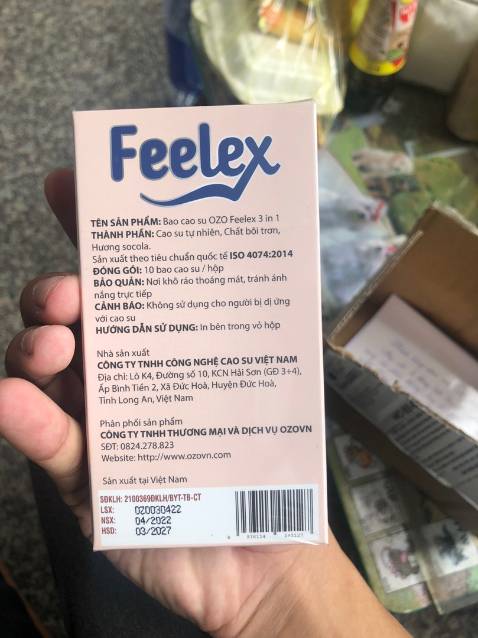 Feelex
TÊN SẢN PHẨM: Bao cao su OZO Feelex 3 in 1
THÀNH PHẦN: Cao su tự nhiên, Chất bôi trơn,
Hương socola.
Sản xuất theo tiêu chuẩn quốc tế ISO 4074:2014
ĐÓNG GÓI: 10 bao cao su / hộp
BẢO QUẢN: Nơi khô ráo thoáng mát, tránh ánh
nắng trực tiếp
CẢNH BÁO: Không sử dụng cho người bị dị ứng
với cao su
HƯỚNG DẪN SỬ DỤNG: In bên trong vỏ hộp
Nhà sản xuất
CÔNG TY TNHH CÔNG NGHỆ CAO SU VIỆT NAM
Địa chỉ: Lô K4, Đường số 10, KCN Hải Sơn (GĐ 3+4),
Ấp Bình Tiền 2, Xã Đức Hoà, Huyện Đức Hoà,
Tỉnh Long An, Việt Nam
Phân phối sản phẩm
CÔNG TY TNHH THƯƠNG MẠI VÀ DỊCH VỤ OZOVN
SĐT: 0824.278.823
Website: http://www.ozovn.com
Sản xuất tại Việt Nam
SĐKLH: 2100369ĐKLH/BYT-TB-CT
LSX: 02003042​2
NSX: 04/2022
HSD: 03/2027